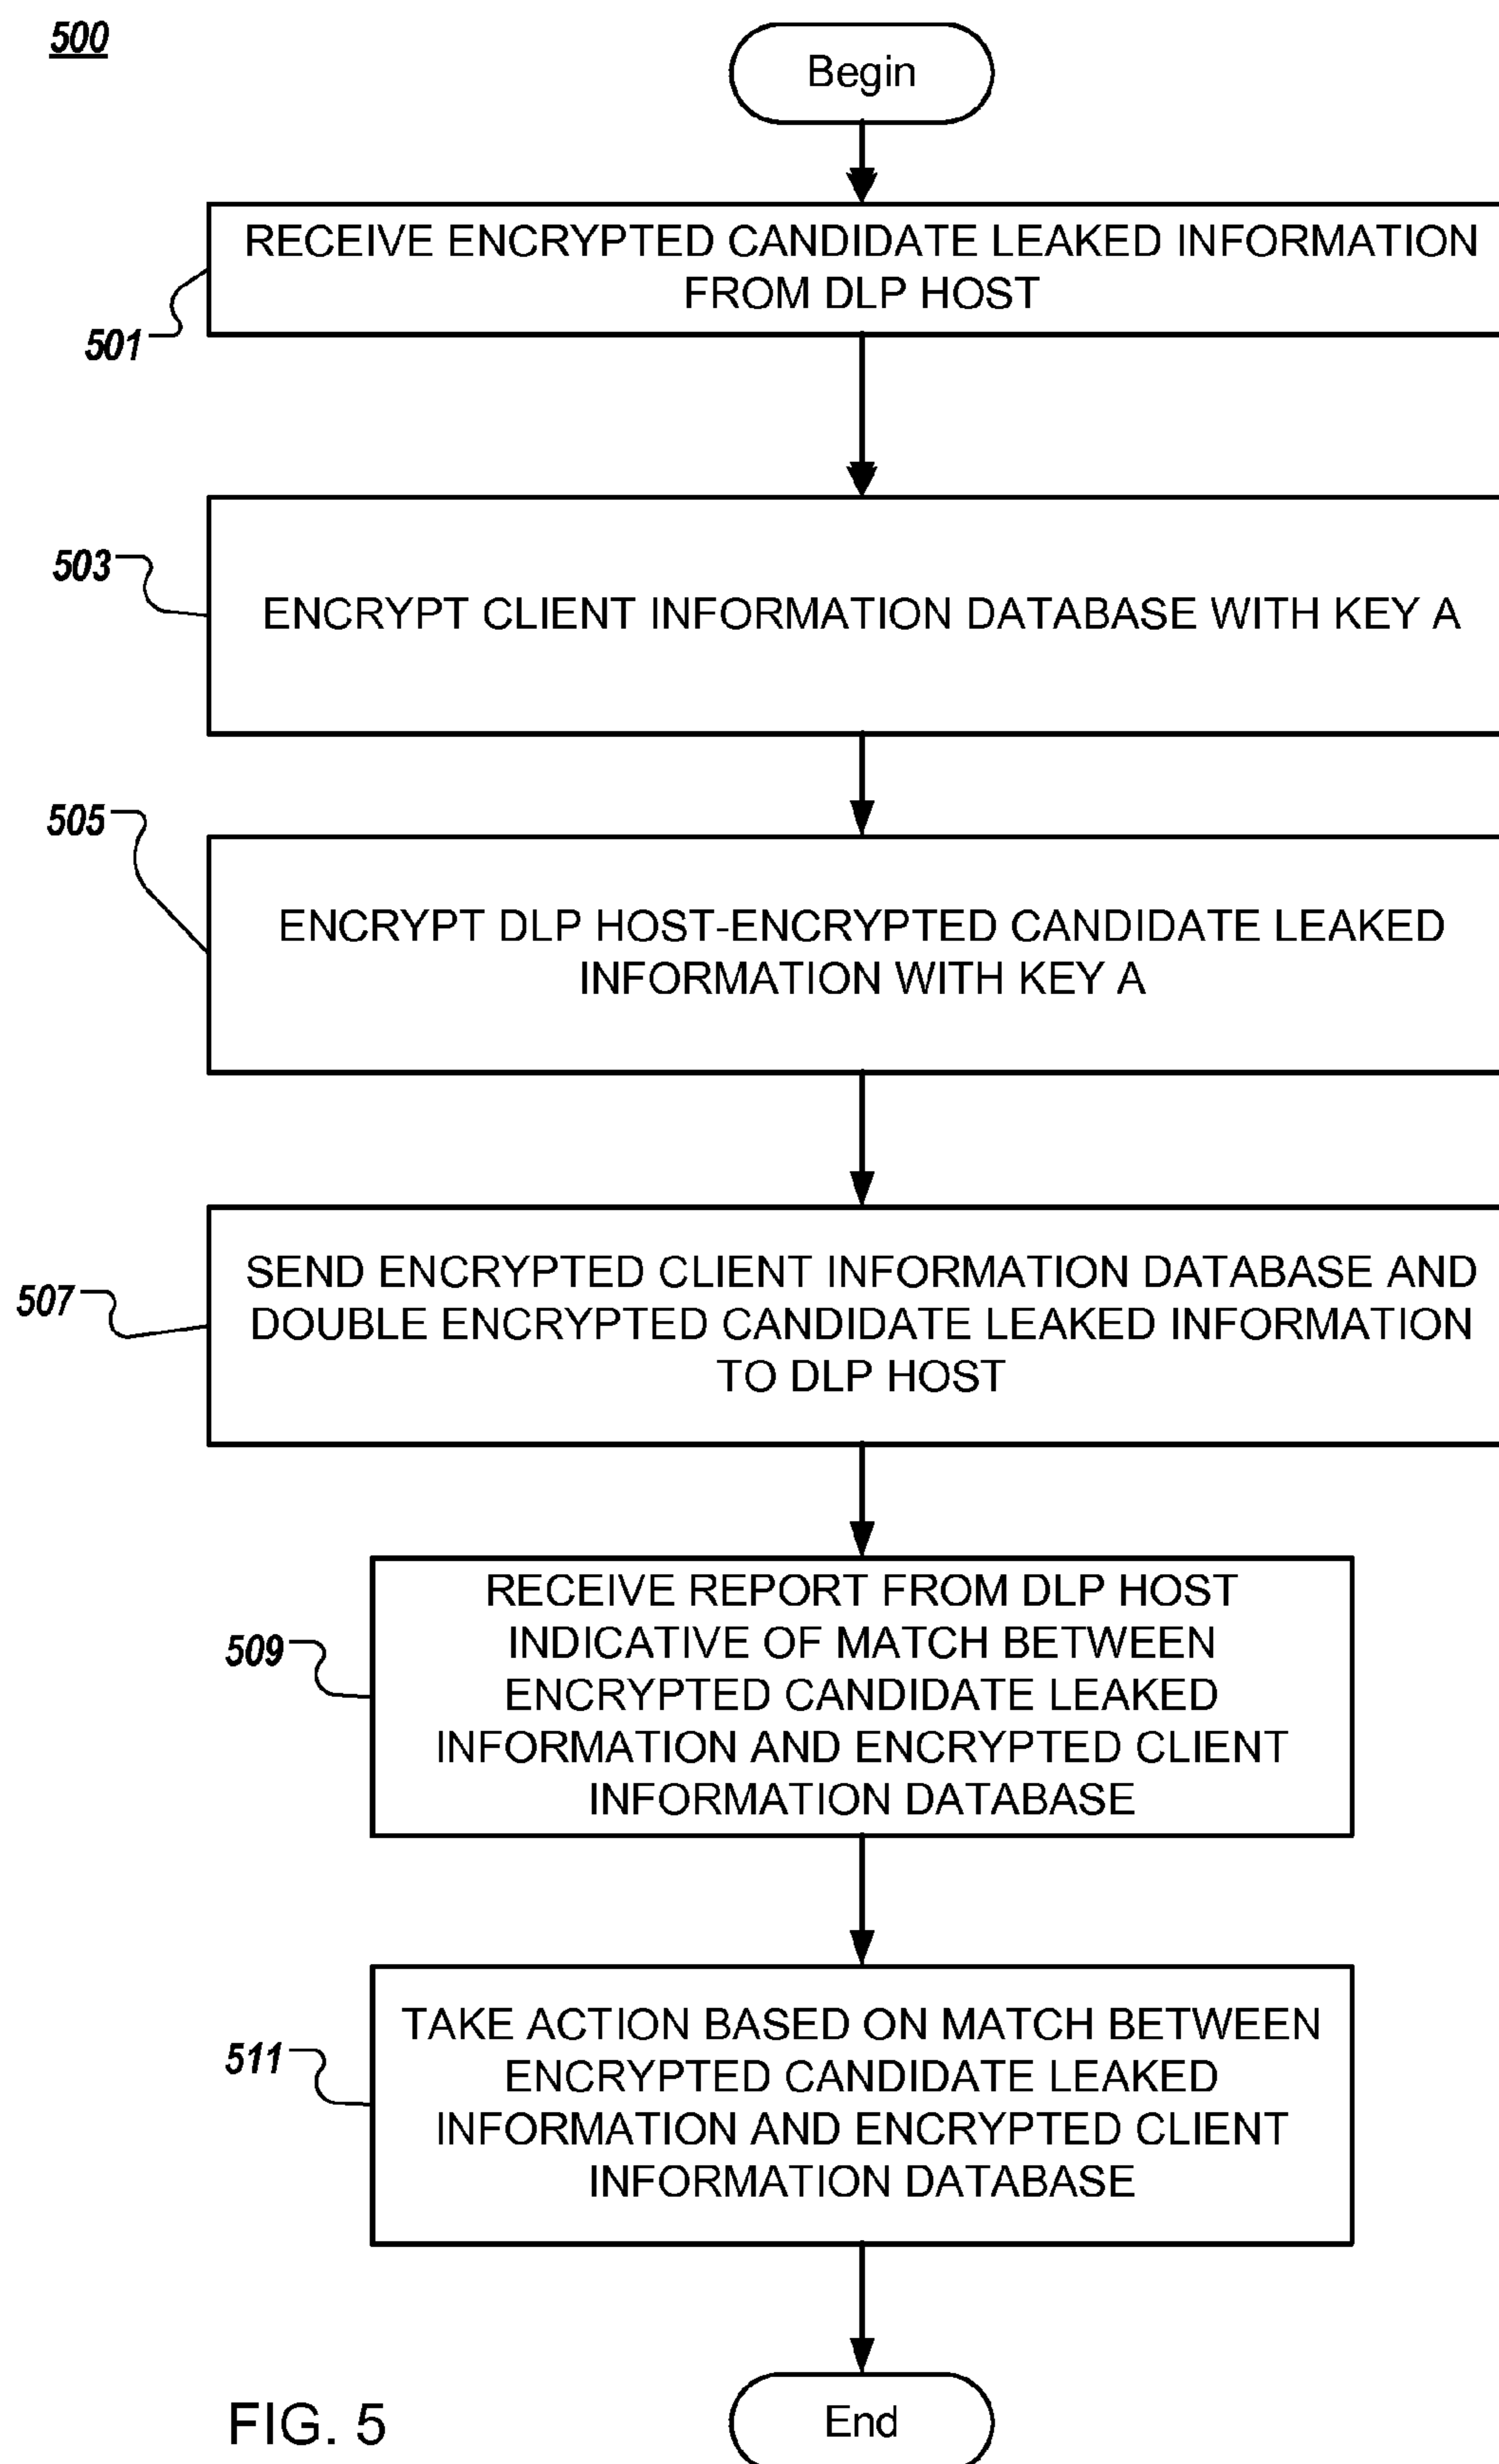 500
Begin
RECEIVE ENCRYPTED CANDIDATE LEAKED INFORMATION
FROM DLP HOST
501
503
ENCRYPT CLIENT INFORMATION DATABASE WITH KEY A
505
ENCRYPT DLP HOST-ENCRYPTED CANDIDATE LEAKED
INFORMATION WITH KEY A
507
SEND ENCRYPTED CLIENT INFORMATION DATABASE AND
DOUBLE ENCRYPTED CANDIDATE LEAKED INFORMATION
TO DLP HOST
509
RECEIVE REPORT FROM DLP HOST
INDICATIVE OF MATCH BETWEEN
ENCRYPTED CANDIDATE LEAKED
INFORMATION AND ENCRYPTED CLIENT
INFORMATION DATABASE
511
TAKE ACTION BASED ON MATCH BETWEEN
ENCRYPTED CANDIDATE LEAKED
INFORMATION AND ENCRYPTED CLIENT
INFORMATION DATABASE
End
FIG. 5